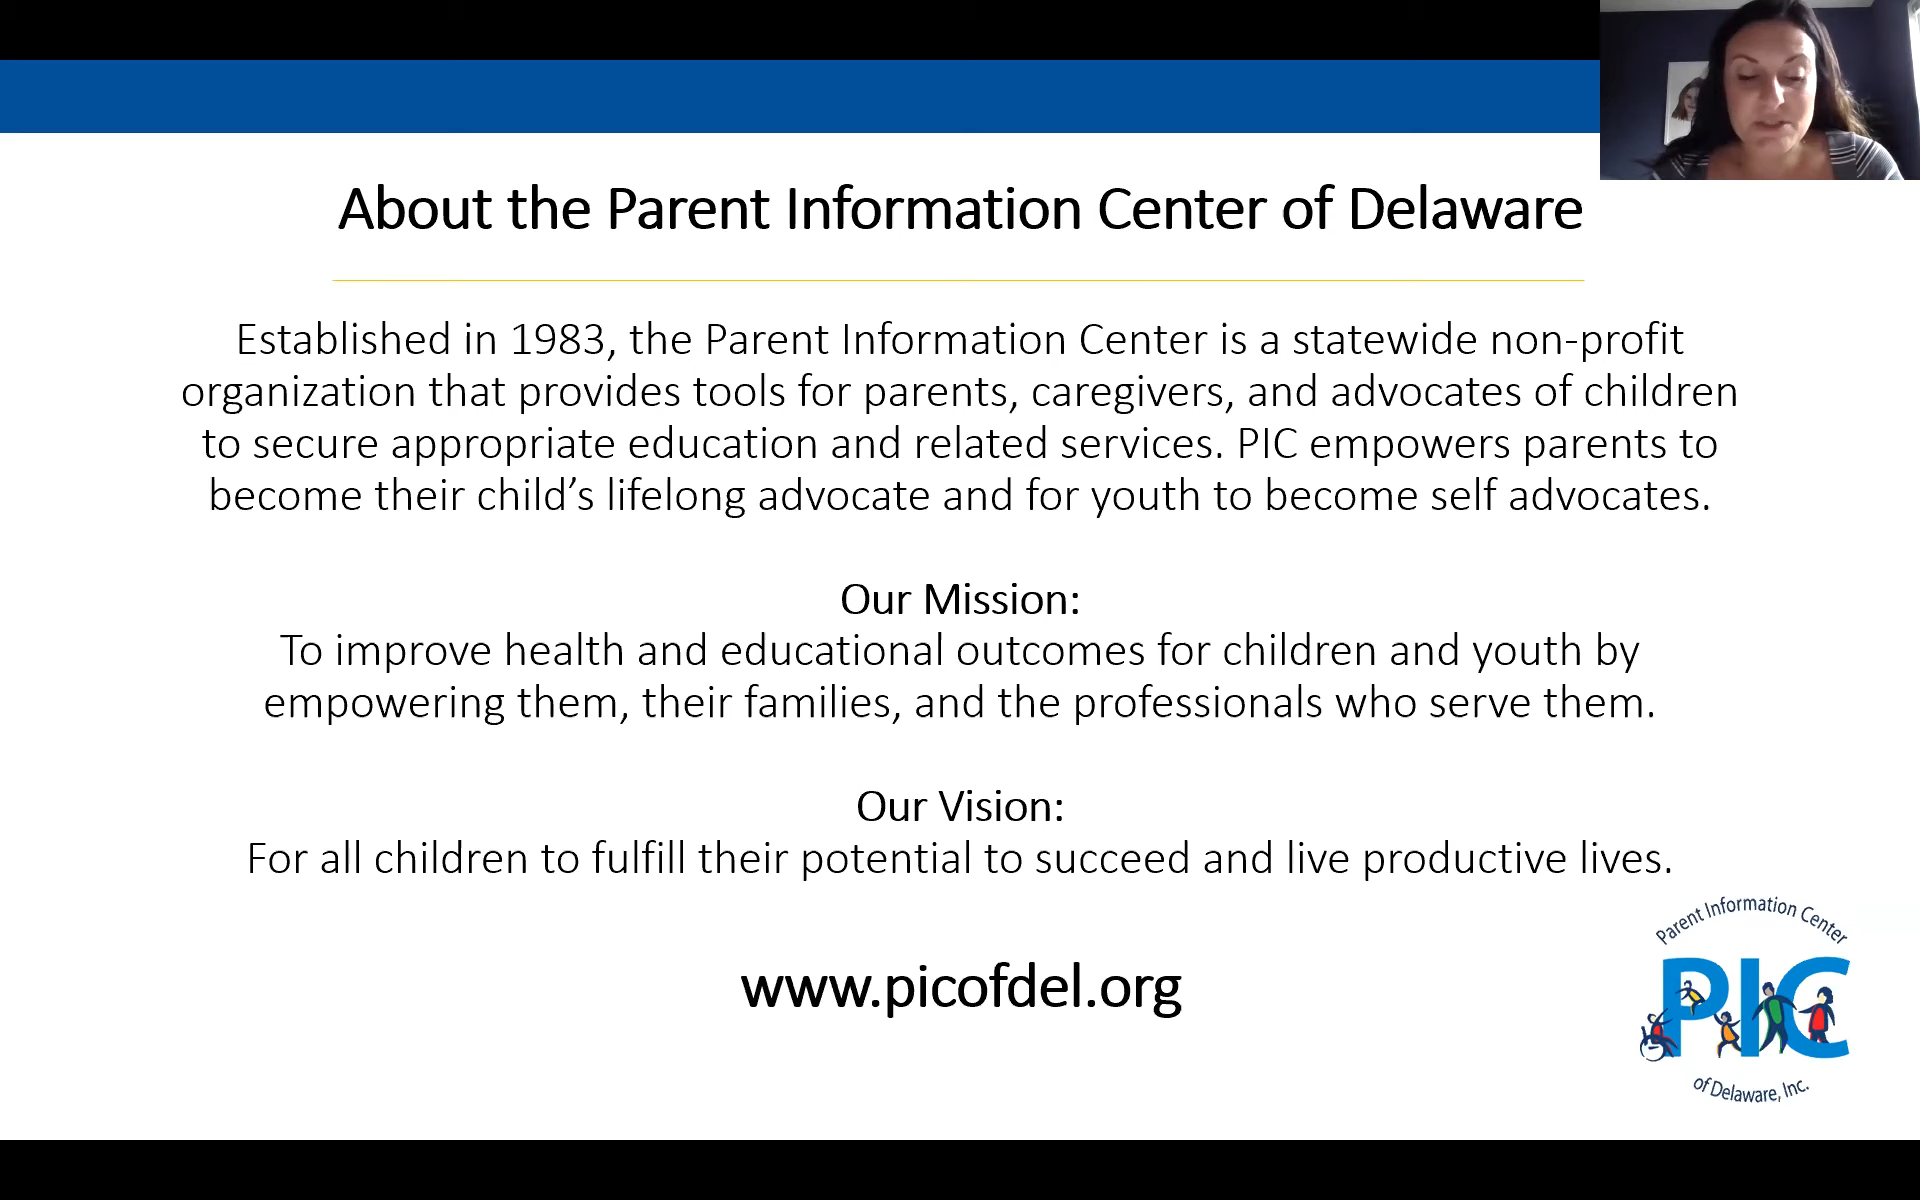 About the Parent Information Center of Delaware
Established in 1983, the Parent Information Center is a statewide non-profit
organization that provides tools for parents, caregivers, and advocates of children
to secure appropriate education and related services. PIC empowers parents to
become their child’s lifelong advocate and for youth to become self advocates.
Our Mission:
To improve health and educational outcomes for children and youth by
empowering them, their families, and the professionals who serve them.
Our Vision:
For all children to fulfill their potential to succeed and live productive lives.
www.picofdel.org
Parent Information Center
PIC
of Delaware, Inc.